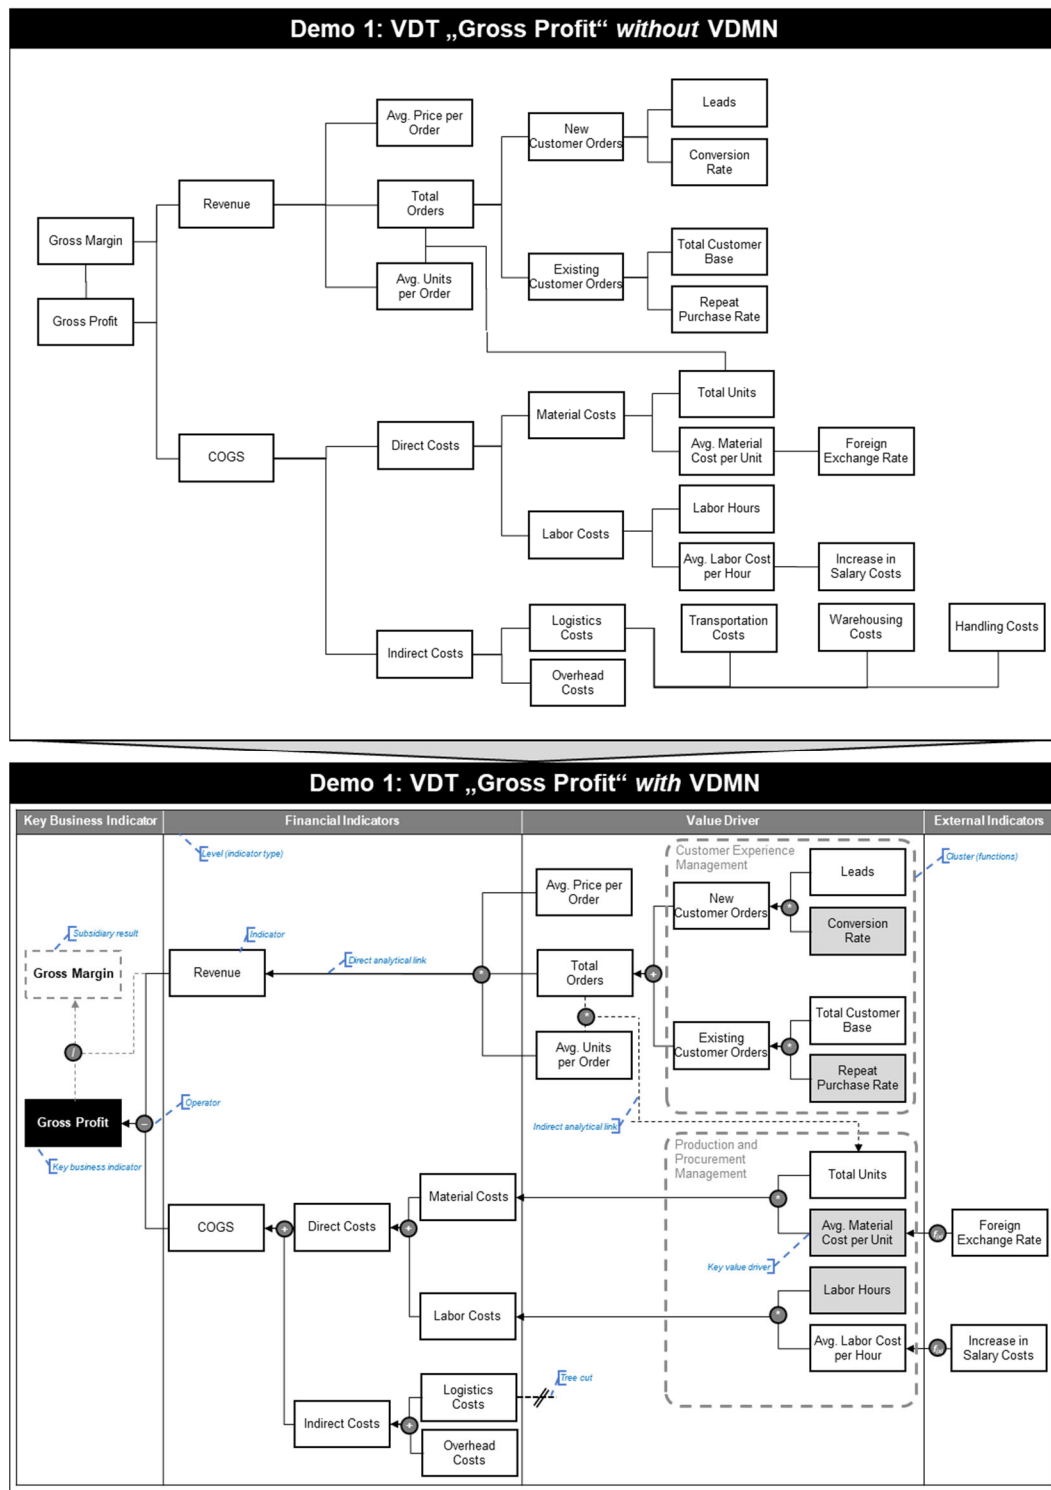 Demo 1: VDT „Gross Profit“ without VDMN
Leads
Avg. Price per
Order
New
Customer Orders
Conversion
Rate
Revenue
Total
Orders
Gross Margin
Total Customer
Base
Avg. Units
per Order
Existing
Customer Orders
Gross Profit
Repeat
Purchase Rate
Total Units
Material Costs
COGS
Direct Costs
Avg. Material
Cost per Unit
Foreign
Exchange Rate
Labor Hours
Labor Costs
Avg. Labor Cost
per Hour
Increase in
Salary Costs
Logistics
Costs
Transportation
Costs
Warehousing
Costs
Handling Costs
Indirect Costs
Overhead
Costs
Demo 1: VDT „Gross Profit“ with VDMN
Key Business Indicator
Financial Indicators
Value Driver
External Indicators
Level (indicator type)
Customer Experience
Management
Cluster (functions)
Leads
Avg. Price per
Order
New
Customer Orders
Conversion
Rate
Subsidiary result
Indicator
Gross Margin
Revenue
Direct analytical link
*
Total
Orders
+
*
*
Total Customer
Base
Avg. Units
per Order
Existing
Customer Orders
*
/
Repeat
Purchase Rate
Gross Profit
–
Operator
Indirect analytical link
Key business indicator
Production and
Procurement
Management
Total Units
Material Costs
*
COGS
+
Direct Costs
+
Avg. Material
Cost per Unit
Foreign
Exchange Rate
Key value driver
Labor Hours
Labor Costs
*
Avg. Labor Cost
per Hour
Increase in
Salary Costs
Tree cut
Logistics
Costs
Indirect Costs
+
Overhead
Costs